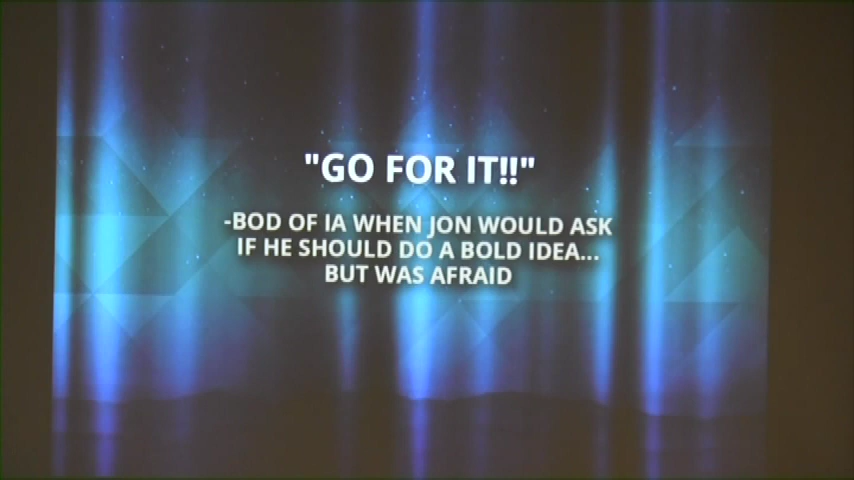 "GO FOR IT!!"
-BOD OF IA WHEN JON WOULD ASK
IF HE SHOULD DO A BOLD IDEA...
BUT WAS AFRAID